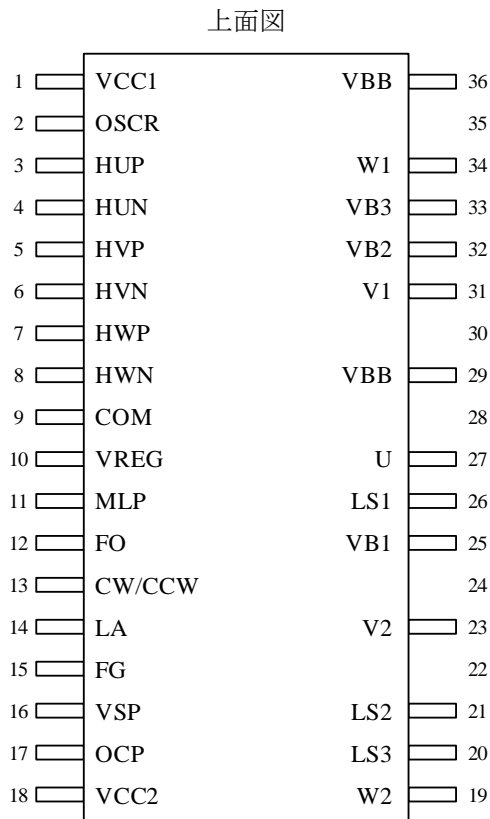 上面図
1 VCC1 VBB 36
2 OSCR 35
3 HUP W1 34
4 HUN VB3 33
5 HVP VB2 32
6 HVN V1 31
7 HWP 30
8 HWN VBB 29
9 COM 28
10 VREG U 27
11 MLP LS1 26
12 FO VB1 25
13 CW/CCW 24
14 LA V2 23
15 FG 22
16 VSP LS2 21
17 OCP LS3 20
18 VCC2 W2 19